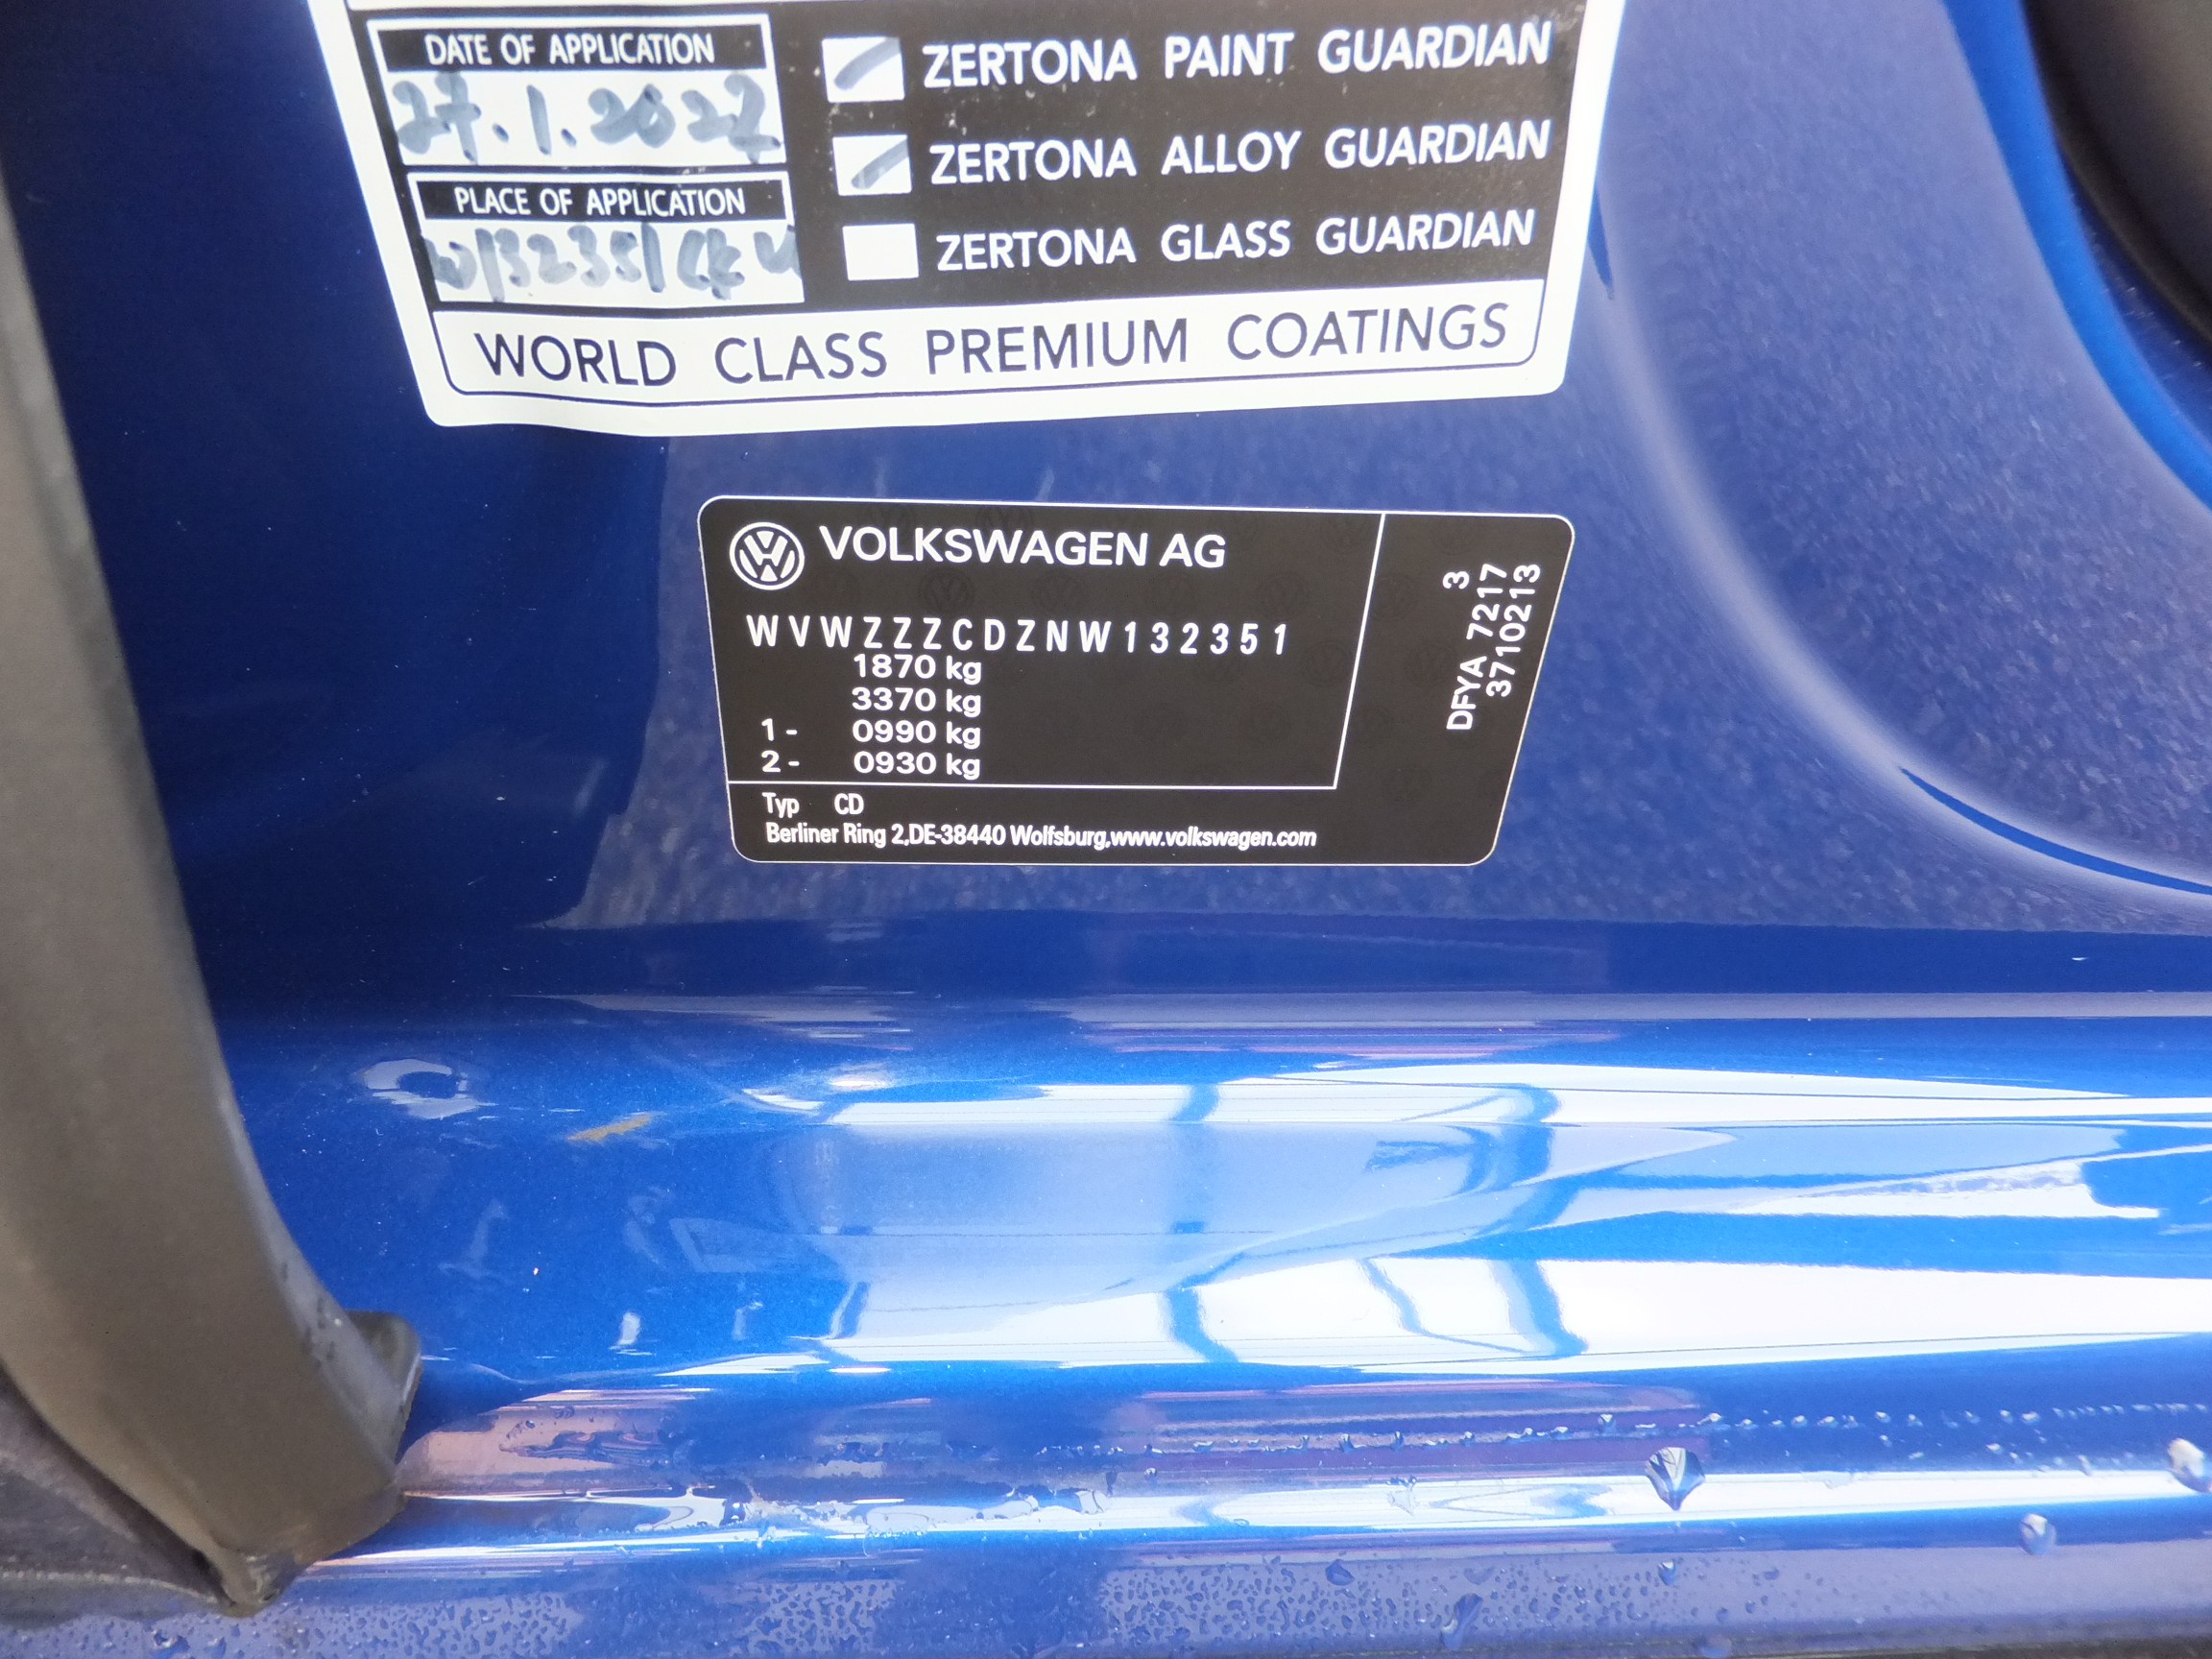 DATE OF APPLICATION
27.1.2022
PLACE OF APPLICATION
ZERTONA PAINT GUARDIAN
ZERTONA ALLOY GUARDIAN
ZERTONA GLASS GUARDIAN
WORLD CLASS PREMIUM COATINGS
VOLKSWAGEN AG
WVWZZZCDZNW132351
1870 kg
3370 kg
1 - 0990 kg
2 - 0930 kg
Typ CD
Berliner Ring 2,DE-38440 Wolfsburg,www.volkswagen.com
3
DFYA 7217
3710213